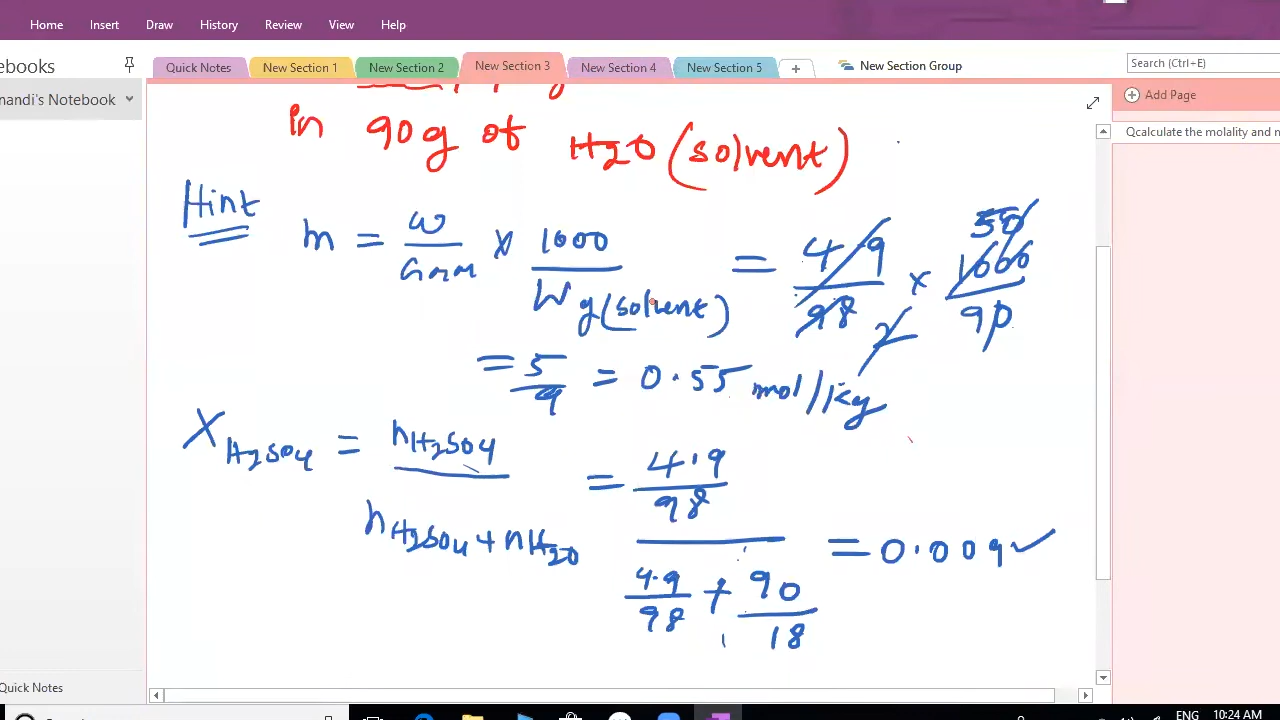 Home Insert Draw History Review View Help
ebooks
nandi's Notebook
Quick Notes New Section 1 New Section 2 New Section 3 New Section 4 New Section 5 + New Section Group
Search (Ctrl+E)
Add Page
Qcalculate the molality and m
in 90g of H2O (solvent)
Hint
m = w/Gmm × 1000/W g(solvent) = 4.9/98 × 1000/90
50
2
= 5/9 = 0.55 mol/kg
X H2SO4 = nH2SO4 / nH2SO4 + nH2O = 4.9/98 / 4.9/98 + 90/18 = 0.009 ✓
Quick Notes
ENG 10:24 AM